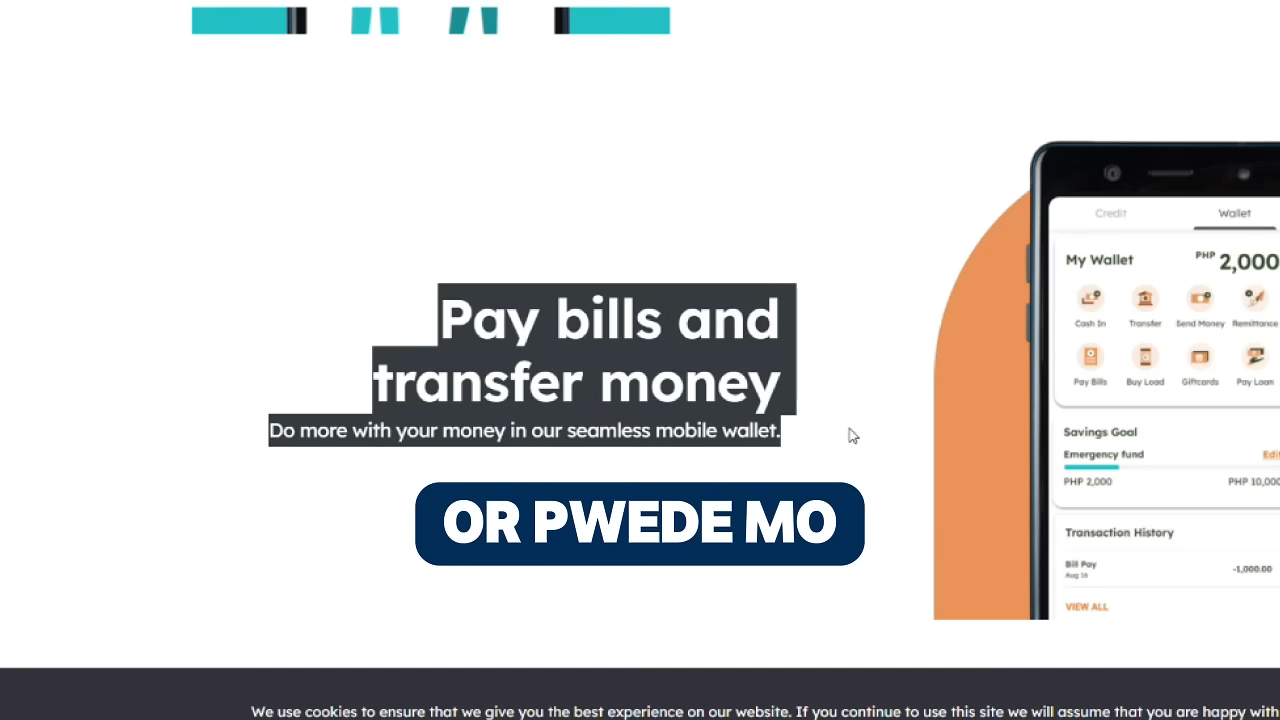 Pay bills and
transfer money
Do more with your money in our seamless mobile wallet.
OR PWEDE MO
Credit
Wallet
My Wallet
PHP 2,000
Cash In
Transfer
Send Money
Remittance
Pay Bills
Buy Load
Giftcards
Pay Loan
Savings Goal
Emergency fund
Edit
PHP 2,000
PHP 10,000
Transaction History
Bill Pay
-1,000.00
Aug 16
VIEW ALL
We use cookies to ensure that we give you the best experience on our website. If you continue to use this site we will assume that you are happy with